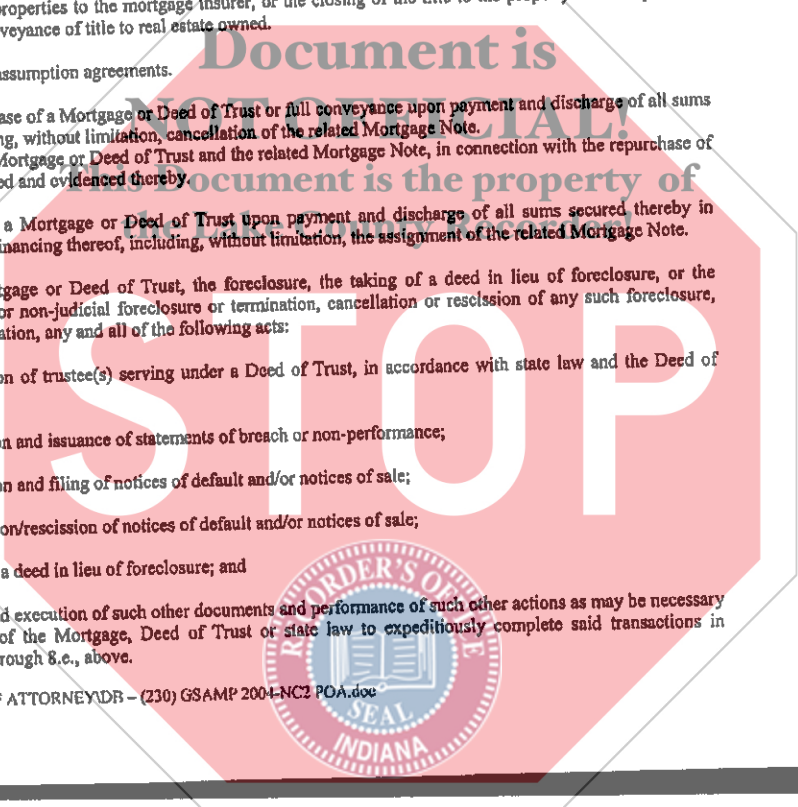 properties to the mortgage insurer, or the closing of the title to the property
veyance of title to real estate owned.
Document is
assumption agreements.
ase of a Mortgage or Deed of Trust or full conveyance upon payment and discharge of all sums
NOT OFFICIAL!
ng, without limitation, cancellation of the related Mortgage Note.
Mortgage or Deed of Trust and the related Mortgage Note, in connection with the repurchase of
This Document is the property of
ed and evidenced thereby.
a Mortgage or Deed of Trust upon payment and discharge of all sums secured thereby in
the Lake County Recorder!
inancing thereof, including, without limitation, the assignment of the related Mortgage Note.
tgage or Deed of Trust, the foreclosure, the taking of a deed in lieu of foreclosure, or the
or non-judicial foreclosure or termination, cancellation or rescission of any such foreclosure,
ation, any and all of the following acts:
STOP
on of trustee(s) serving under a Deed of Trust, in accordance with state law and the Deed of
on and issuance of statements of breach or non-performance;
on and filing of notices of default and/or notices of sale;
on/rescission of notices of default and/or notices of sale;
a deed in lieu of foreclosure; and
d execution of such other documents and performance of such other actions as may be necessary
of the Mortgage, Deed of Trust or state law to expeditiously complete said transactions in
rough 8.e., above.
F ATTORNEY\DB – (230) GSAMP 2004-NC2 POA.doc
RECORDER'S OFFICE
SEAL
INDIANA